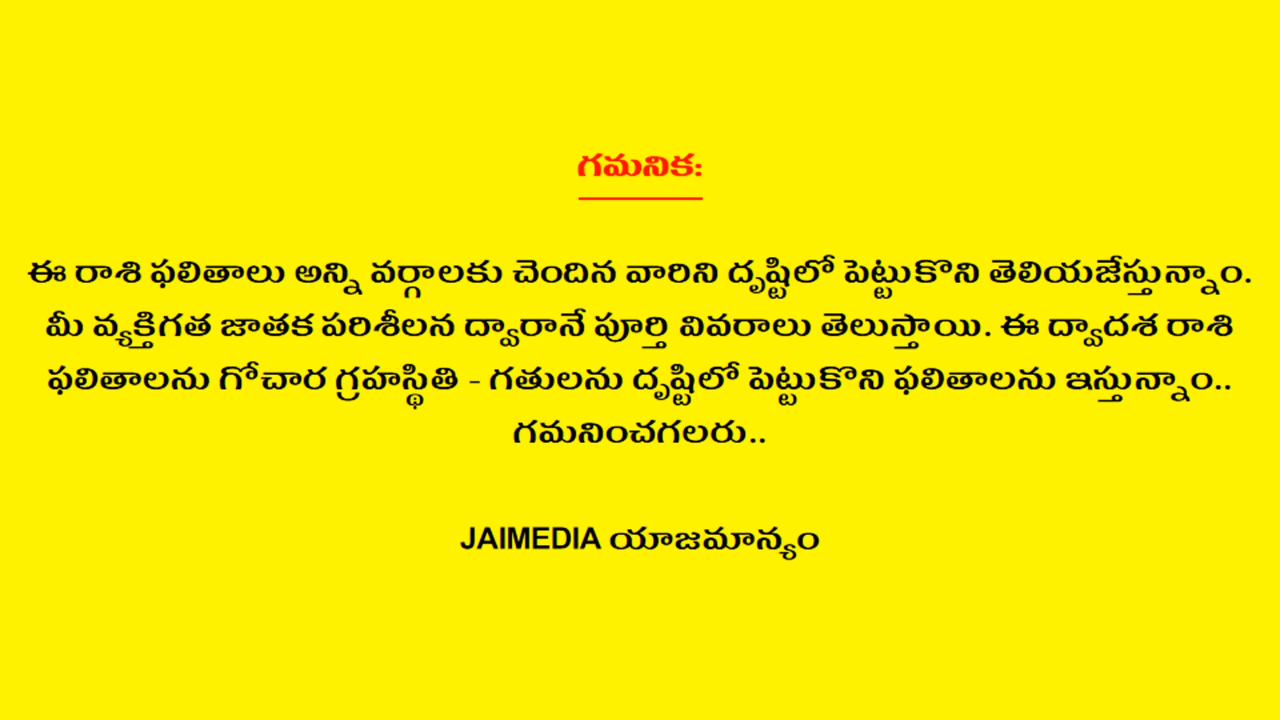 గమనిక:
ఈ రాశి ఫలితాలు అన్ని వర్గాలకు చెందిన వారిని దృష్టిలో పెట్టుకొని తెలియజేస్తున్నాం.
మీ వ్యక్తిగత జాతక పరిశీలన ద్వారానే పూర్తి వివరాలు తెలుస్తాయి. ఈ ద్వాదశ రాశి
ఫలితాలను గోచార గ్రహస్థితి - గతులను దృష్టిలో పెట్టుకొని ఫలితాలను ఇస్తున్నాం..
గమనించగలరు..
JAIMEDIA యాజమాన్యం